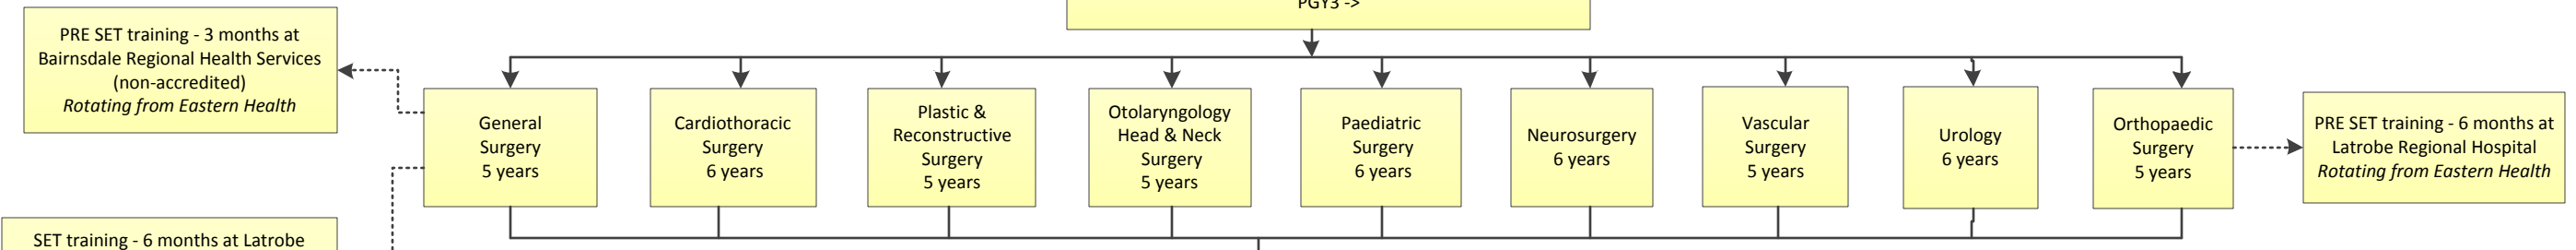 PGY3 ->
PRE SET training - 3 months at
Bairnsdale Regional Health Services
(non-accredited)
Rotating from Eastern Health
General
Surgery
5 years
Cardiothoracic
Surgery
6 years
Plastic &
Reconstructive
Surgery
5 years
Otolaryngology
Head & Neck
Surgery
5 years
Paediatric
Surgery
6 years
Neurosurgery
6 years
Vascular
Surgery
5 years
Urology
6 years
Orthopaedic
Surgery
5 years
PRE SET training - 6 months at
Latrobe Regional Hospital
Rotating from Eastern Health
SET training - 6 months at Latrobe